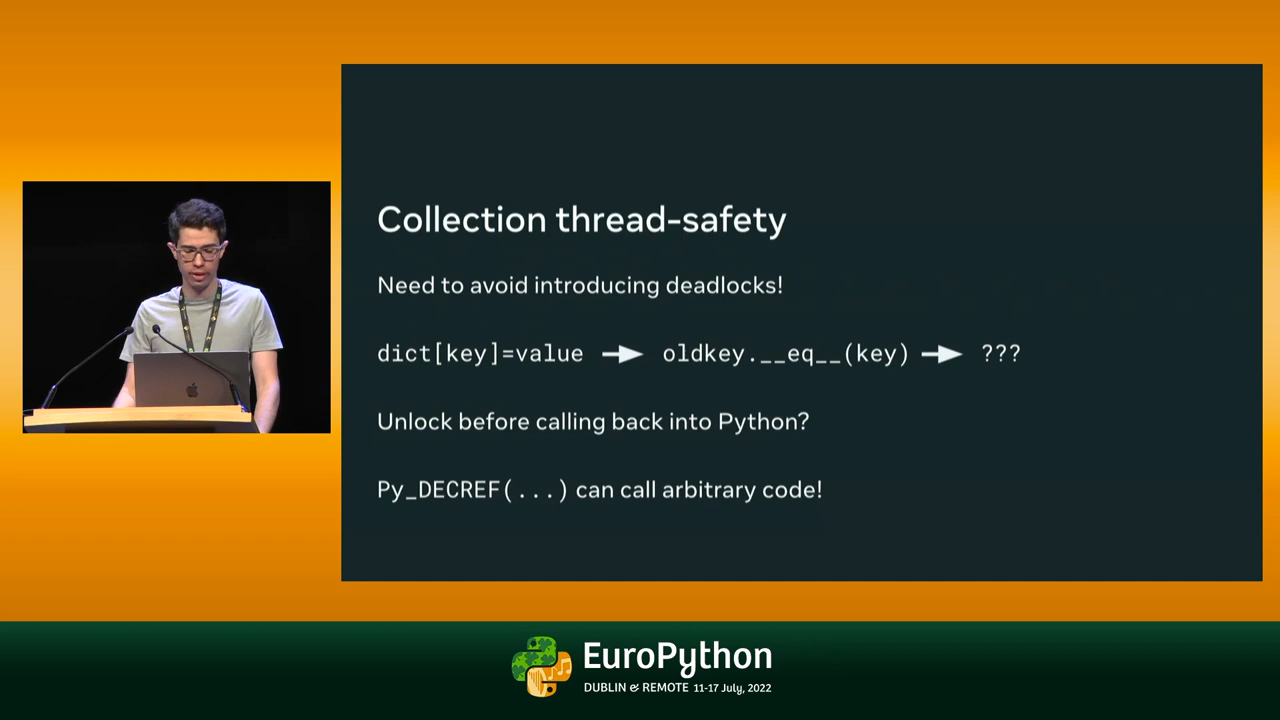 Collection thread-safety
Need to avoid introducing deadlocks!
dict[key]=value → oldkey.__eq__(key) → ???
Unlock before calling back into Python?
Py_DECREF(...) can call arbitrary code!
EuroPython
DUBLIN & REMOTE 11-17 July, 2022